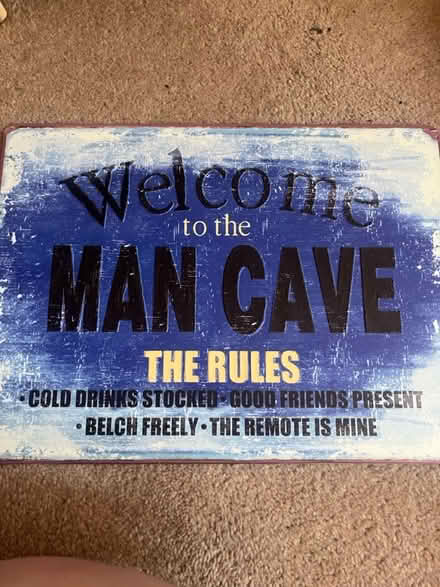 Welcome
to the
MAN CAVE
THE RULES
• COLD DRINKS STOCKED • GOOD FRIENDS PRESENT
• BELCH FREELY • THE REMOTE IS MINE